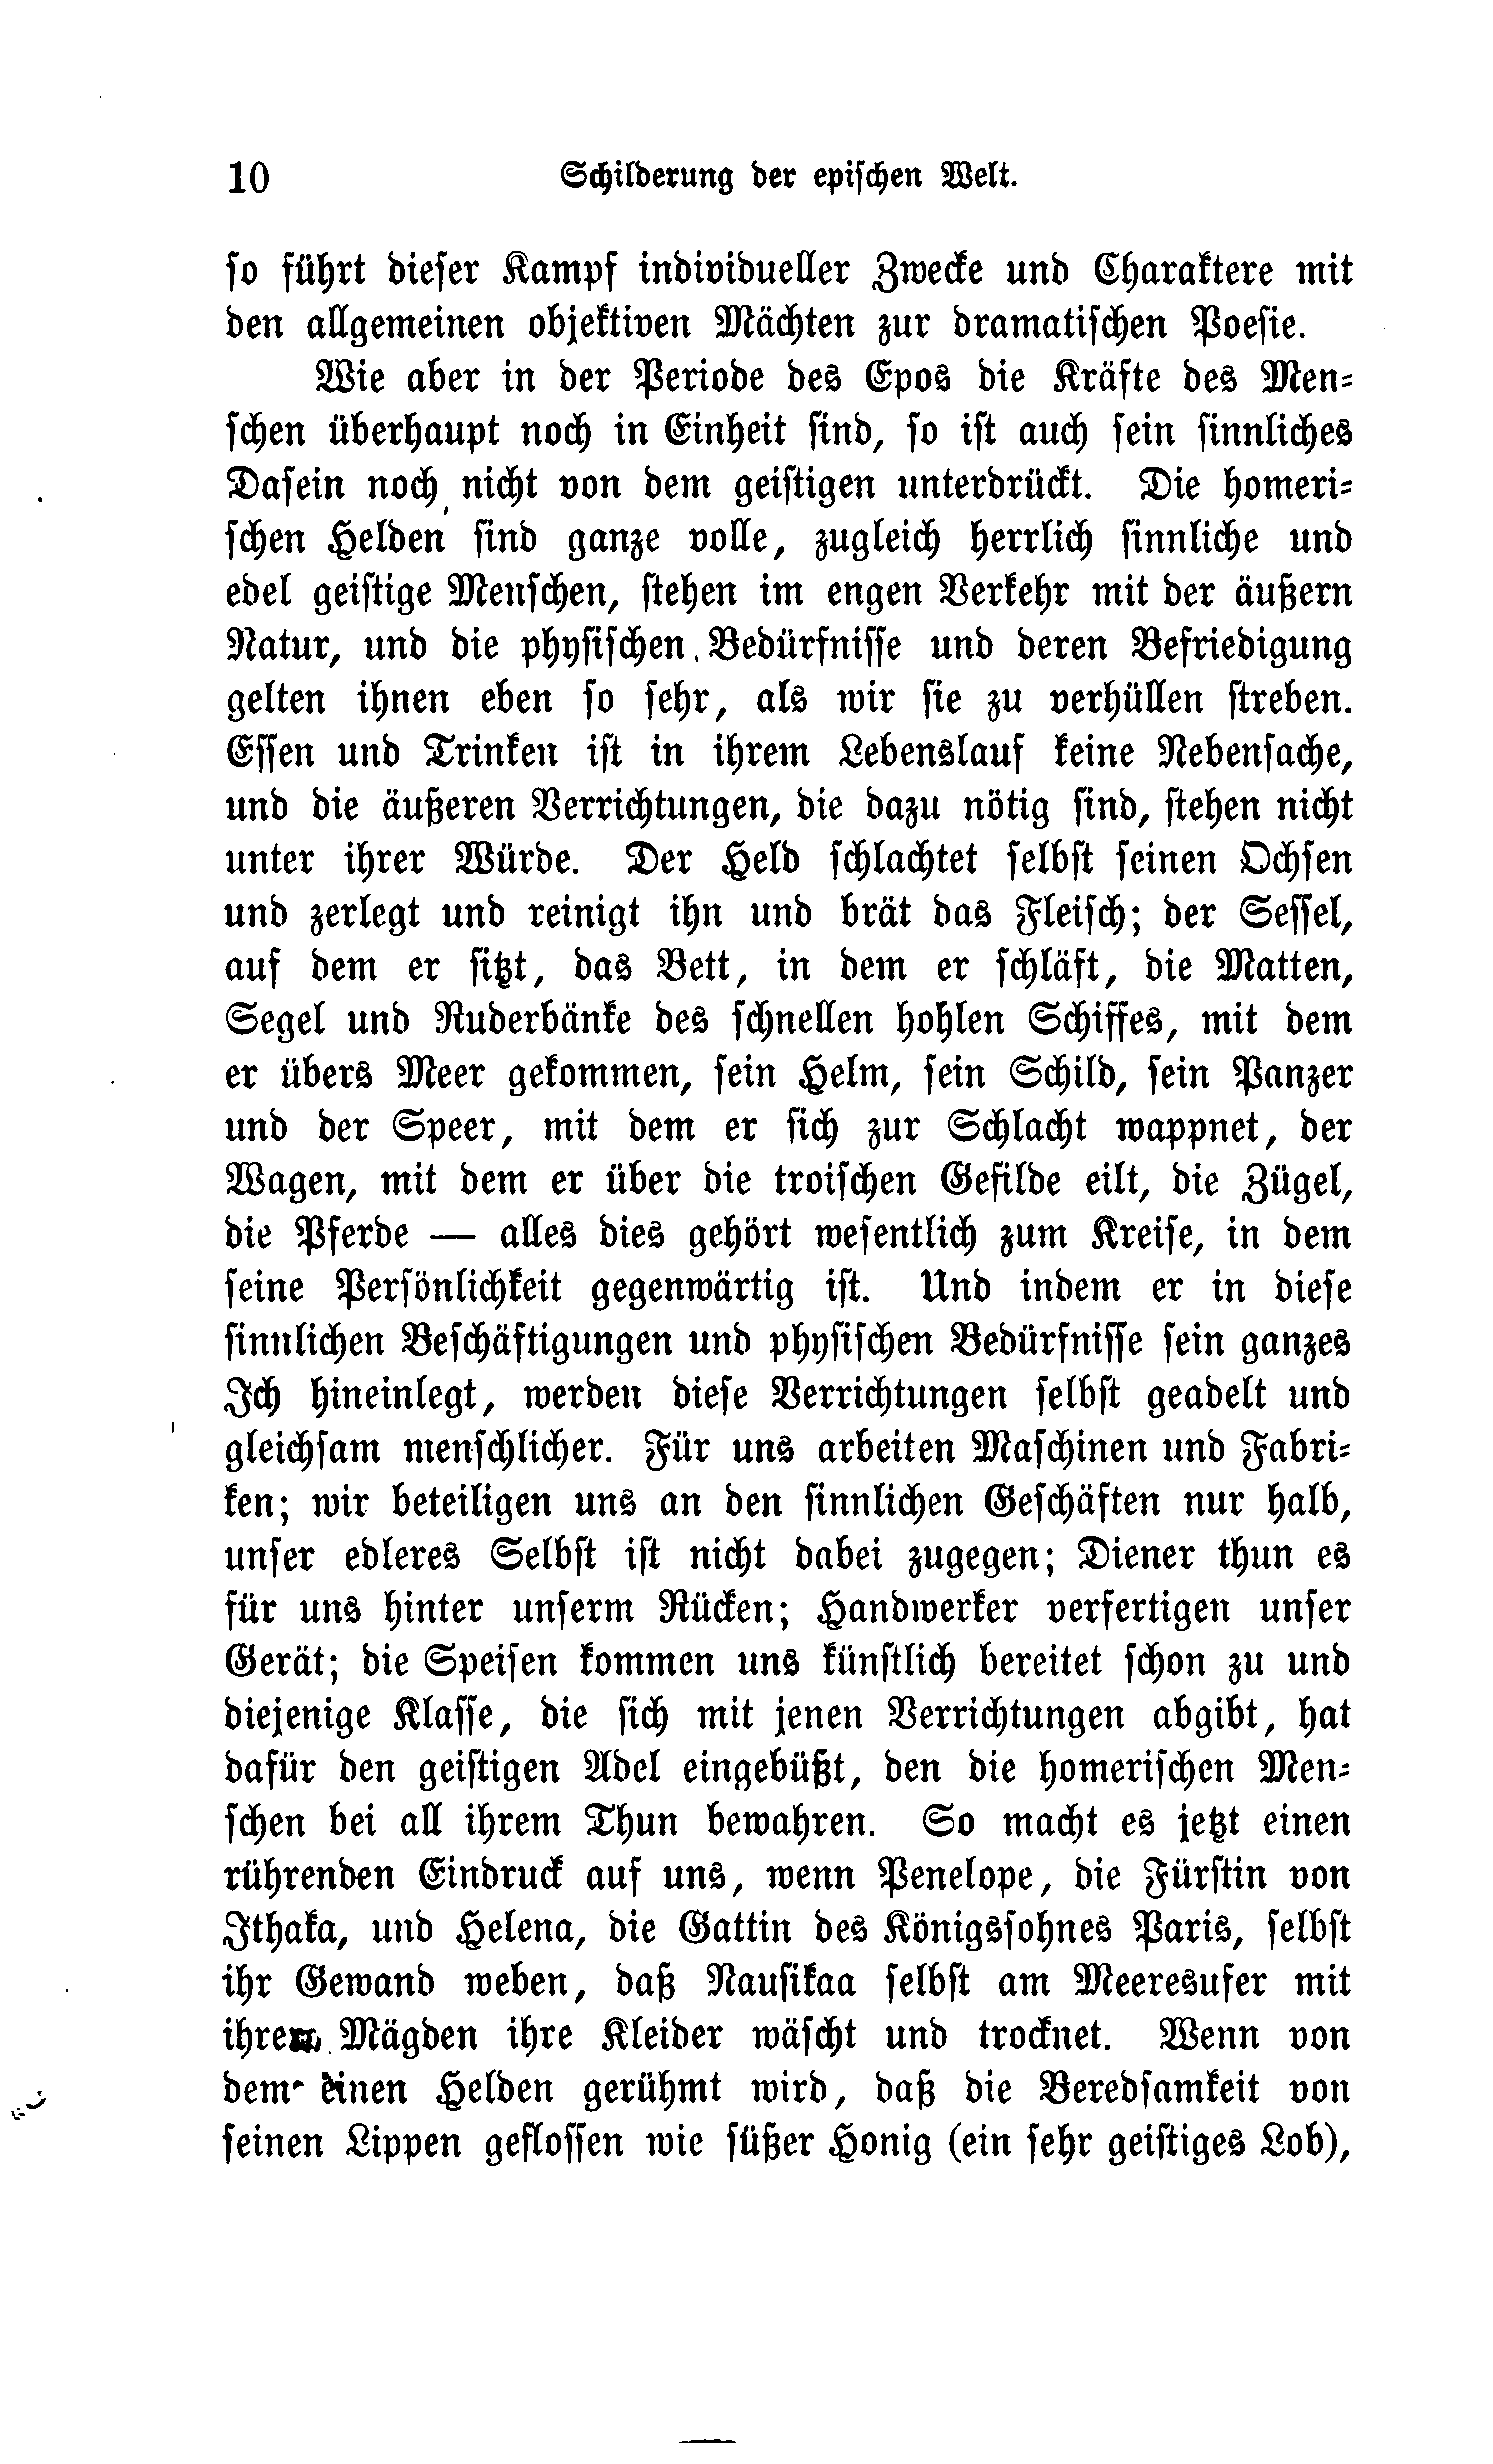 10 Schilderung der epischen Welt.
so führt dieser Kampf individueller Zwecke und Charaktere mit
den allgemeinen objektiven Mächten zur dramatischen Poesie.
Wie aber in der Periode des Epos die Kräfte des Men-
schen überhaupt noch in Einheit sind, so ist auch sein sinnliches
Dasein noch nicht von dem geistigen unterdrückt. Die homeri-
schen Helden sind ganze volle, zugleich herrlich sinnliche und
edel geistige Menschen, stehen im engen Verkehr mit der äußern
Natur, und die physischen Bedürfnisse und deren Befriedigung
gelten ihnen eben so sehr, als wir sie zu verhüllen streben.
Essen und Trinken ist in ihrem Lebenslauf keine Nebensache,
und die äußeren Verrichtungen, die dazu nötig sind, stehen nicht
unter ihrer Würde. Der Held schlachtet selbst seinen Ochsen
und zerlegt und reinigt ihn und brät das Fleisch; der Sessel,
auf dem er sitzt, das Bett, in dem er schläft, die Matten,
Segel und Ruderbänke des schnellen hohlen Schiffes, mit dem
er übers Meer gekommen, sein Helm, sein Schild, sein Panzer
und der Speer, mit dem er sich zur Schlacht wappnet, der
Wagen, mit dem er über die troischen Gefilde eilt, die Zügel,
die Pferde — alles dies gehört wesentlich zum Kreise, in dem
seine Persönlichkeit gegenwärtig ist. Und indem er in diese
sinnlichen Beschäftigungen und physischen Bedürfnisse sein ganzes
Ich hineinlegt, werden diese Verrichtungen selbst geadelt und
gleichsam menschlicher. Für uns arbeiten Maschinen und Fabri-
ken; wir beteiligen uns an den sinnlichen Geschäften nur halb,
unser edleres Selbst ist nicht dabei zugegen; Diener thun es
für uns hinter unserm Rücken; Handwerker verfertigen unser
Gerät; die Speisen kommen uns künstlich bereitet schon zu und
diejenige Klasse, die sich mit jenen Verrichtungen abgibt, hat
dafür den geistigen Adel eingebüßt, den die homerischen Men-
schen bei all ihrem Thun bewahren. So macht es jetzt einen
rührenden Eindruck auf uns, wenn Penelope, die Fürstin von
Ithaka, und Helena, die Gattin des Königssohnes Paris, selbst
ihr Gewand weben, daß Nausikaa selbst am Meeresufer mit
ihren Mägden ihre Kleider wäscht und trocknet. Wenn von
dem einen Helden gerühmt wird, daß die Beredsamkeit von
seinen Lippen geflossen wie süßer Honig (ein sehr geistiges Lob),